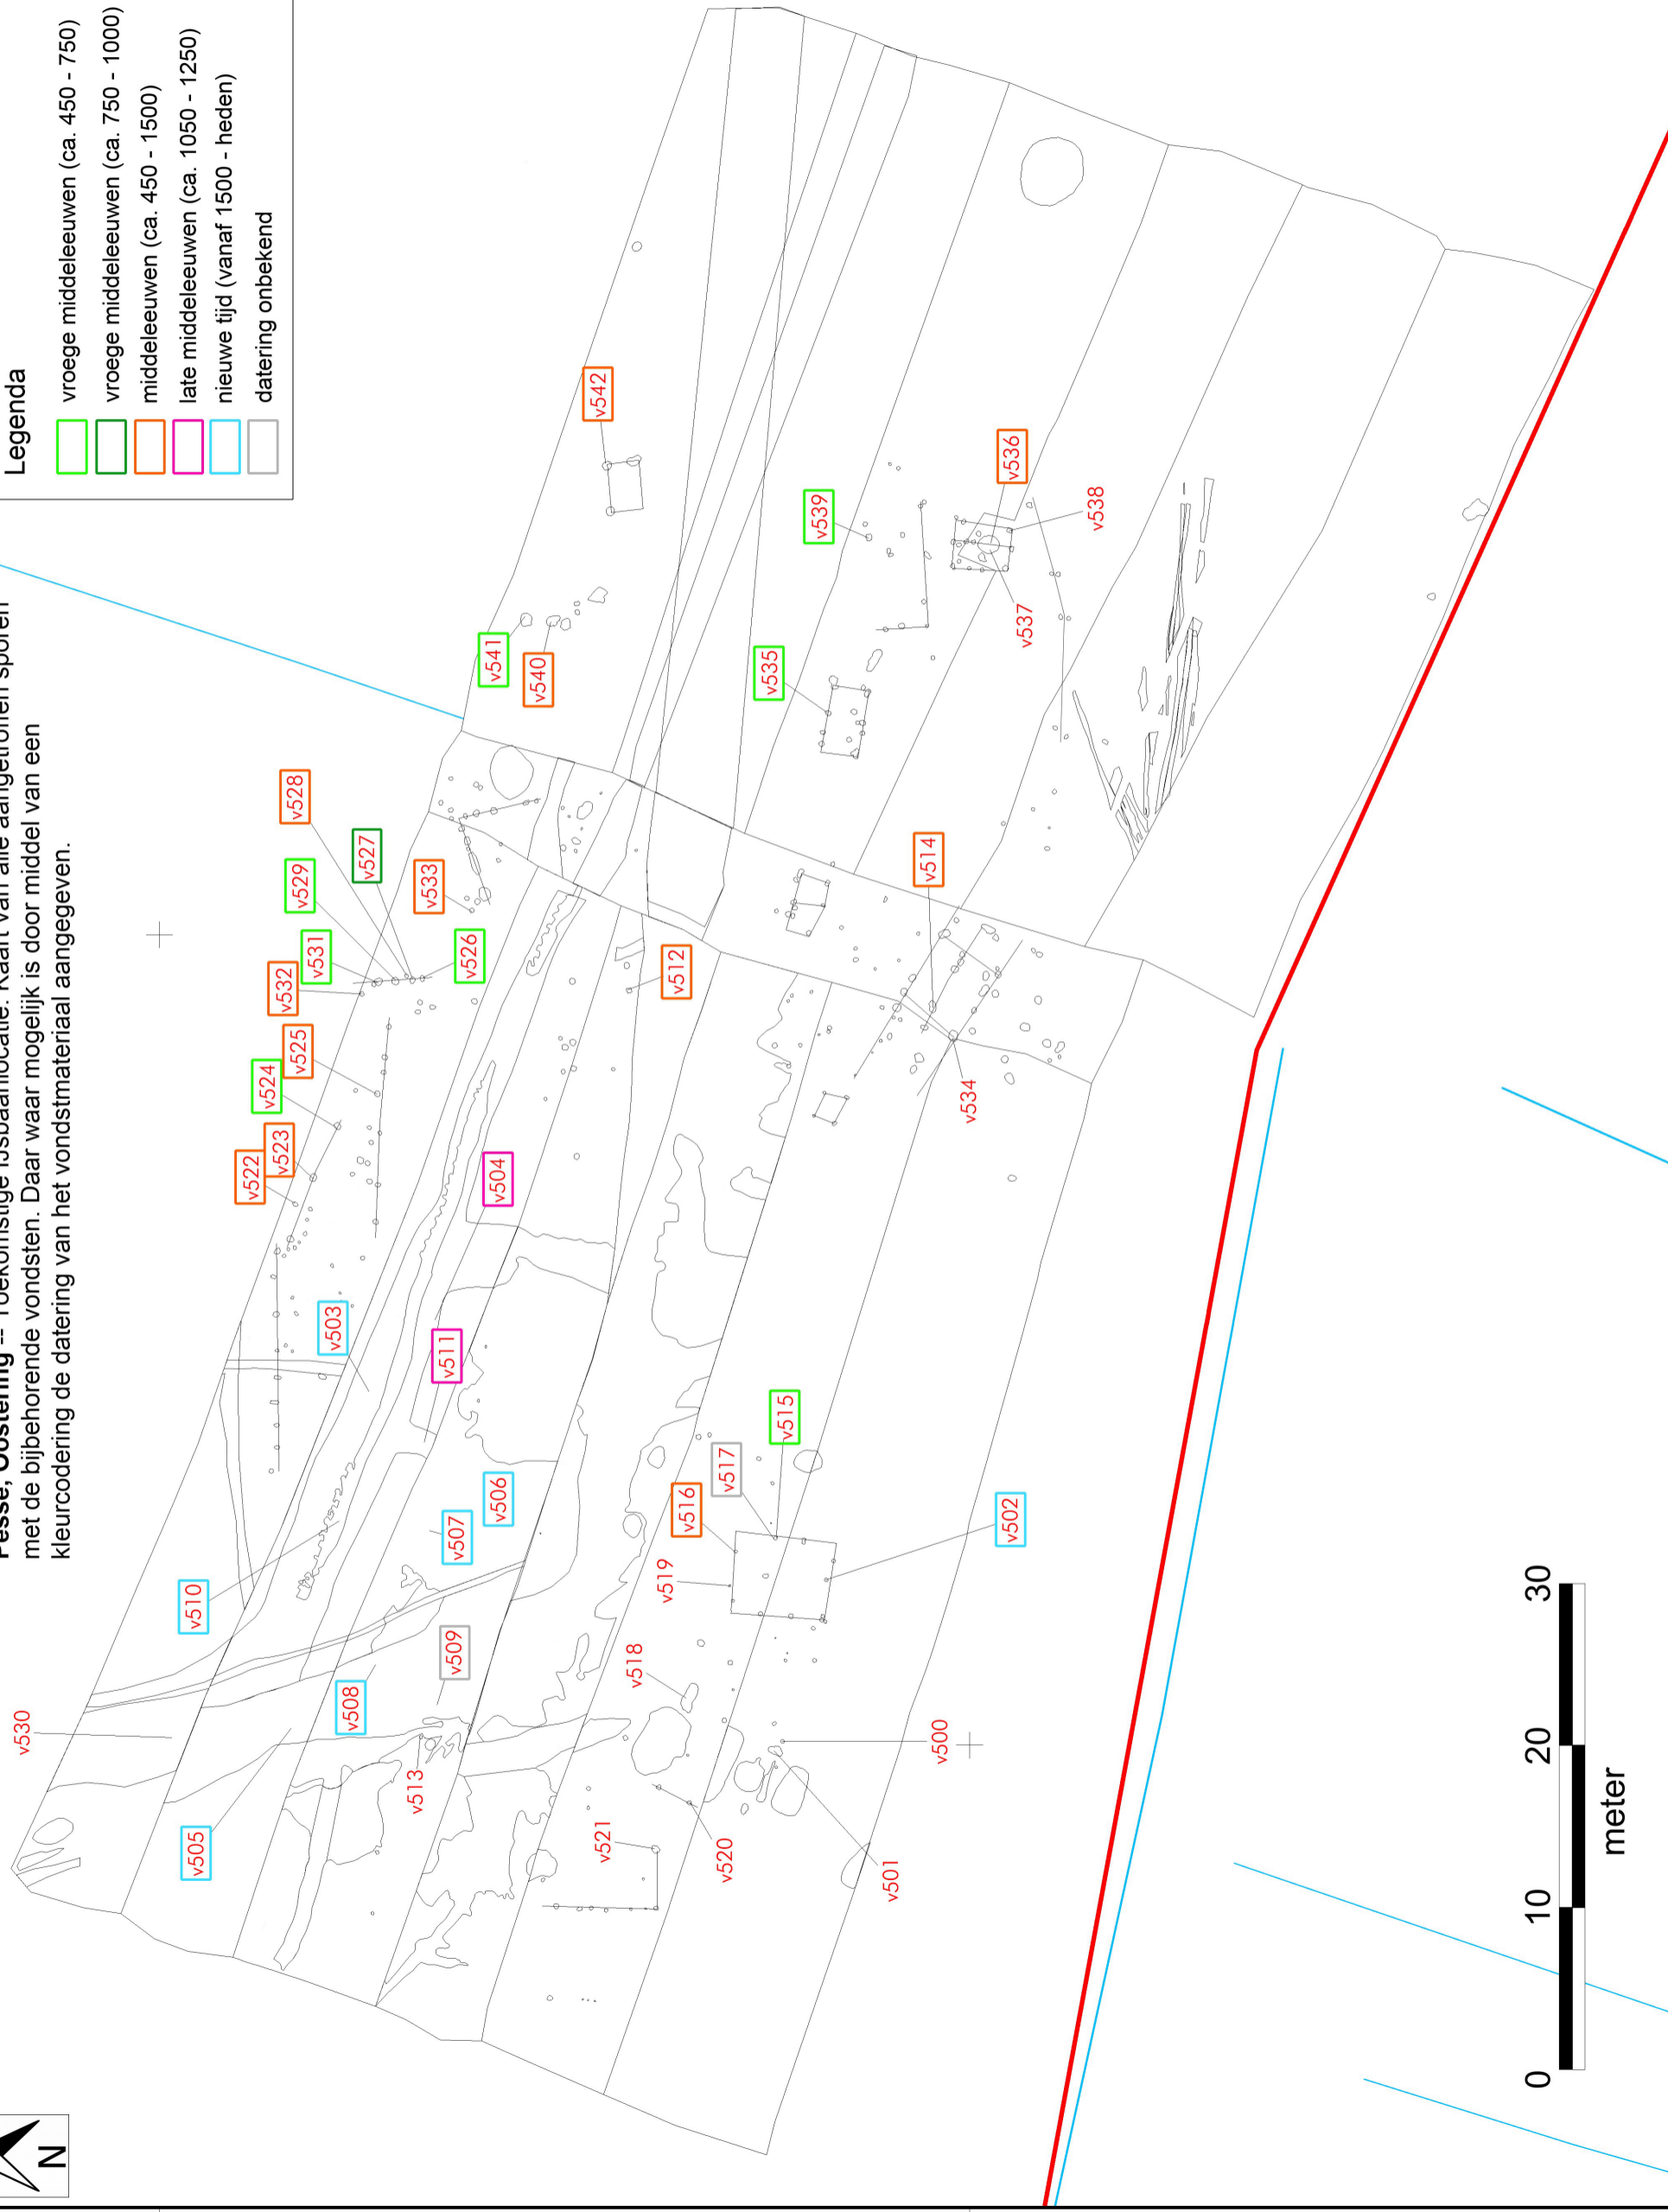 Pesse, Oostering -- Toekomstige IJsbaanlocatie. Kaart van alle aangetroffen sporen
met de bijbehorende vondsten. Daar waar mogelijk is door middel van een
kleurcodering de datering van het vondstmateriaal aangegeven.
N
Legenda
vroege middeleeuwen (ca. 450 - 750)
vroege middeleeuwen (ca. 750 - 1000)
middeleeuwen (ca. 450 - 1500)
late middeleeuwen (ca. 1050 - 1250)
nieuwe tijd (vanaf 1500 - heden)
datering onbekend
v530
v505
v510
v508
v513
v509
v507
v506
v503
v511
v504
v522
v523
v524
v525
v532
v531
v529
v528
v527
v533
v526
v541
v540
v542
v512
v521
v518
v519
v516
v517
v515
v520
v501
v500
v502
v535
v539
v514
v534
v536
v537
v538
0 10 20 30
meter